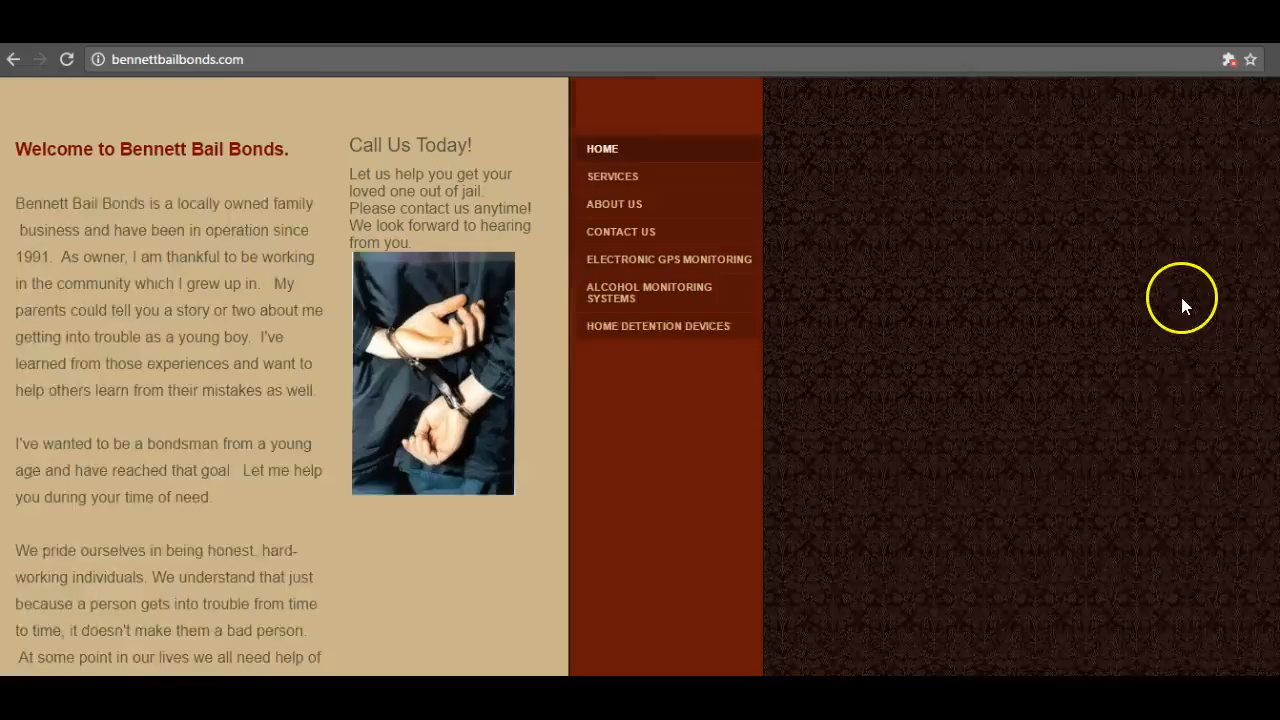 bennettbailbonds.com
Welcome to Bennett Bail Bonds.
Bennett Bail Bonds is a locally owned family
business and have been in operation since
1991. As owner, I am thankful to be working
in the community which I grew up in. My
parents could tell you a story or two about me
getting into trouble as a young boy. I've
learned from those experiences and want to
help others learn from their mistakes as well.
I've wanted to be a bondsman from a young
age and have reached that goal Let me help
you during your time of need.
We pride ourselves in being honest, hard-
working individuals. We understand that just
because a person gets into trouble from time
to time, it doesn't make them a bad person.
At some point in our lives we all need help of
Call Us Today!
Let us help you get your
loved one out of jail.
Please contact us anytime!
We look forward to hearing
from you.
HOME
SERVICES
ABOUT US
CONTACT US
ELECTRONIC GPS MONITORING
ALCOHOL MONITORING
SYSTEMS
HOME DETENTION DEVICES